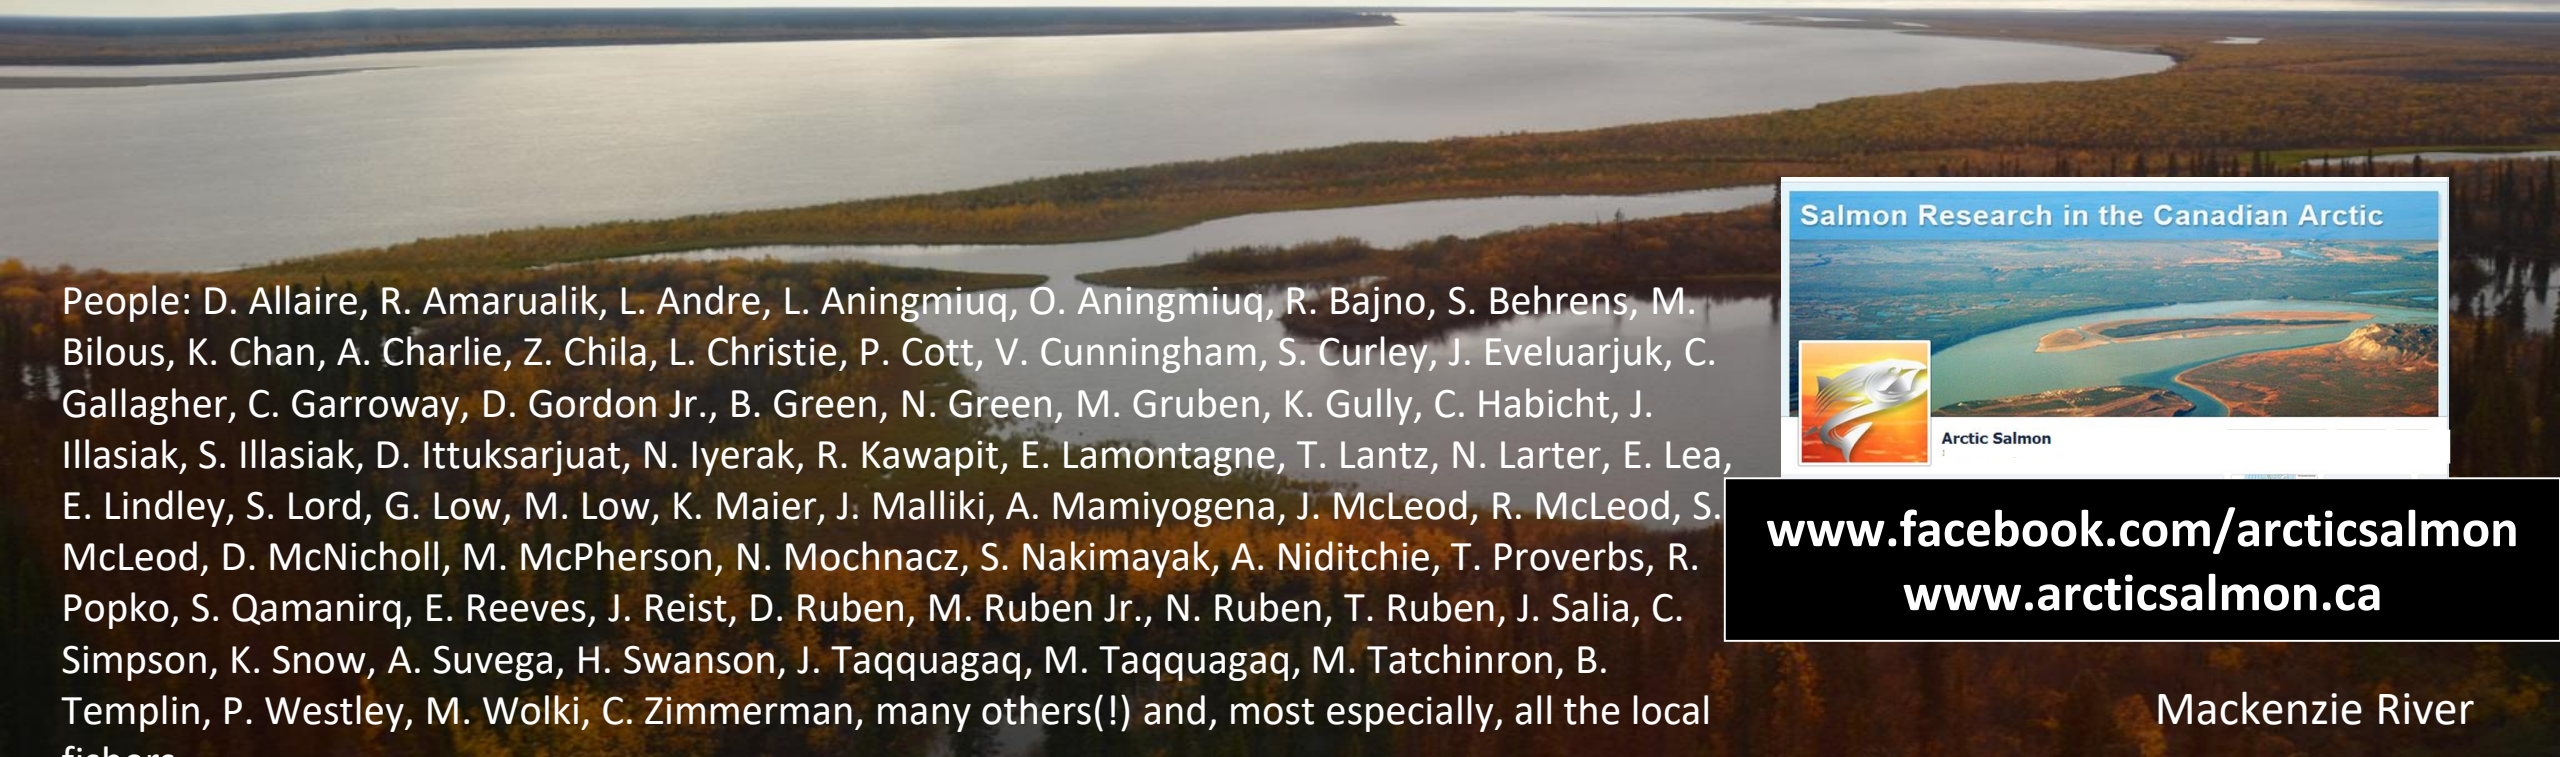 Salmon Research in the Canadian Arctic
People: D. Allaire, R. Amarualik, L. Andre, L. Aningmiuq, O. Aningmiuq, R. Bajno, S. Behrens, M.
Bilous, K. Chan, A. Charlie, Z. Chila, L. Christie, P. Cott, V. Cunningham, S. Curley, J. Eveluarjuk, C.
Gallagher, C. Garroway, D. Gordon Jr., B. Green, N. Green, M. Gruben, K. Gully, C. Habicht, J.
Illasiak, S. Illasiak, D. Ittuksarjuat, N. Iyerak, R. Kawapit, E. Lamontagne, T. Lantz, N. Larter, E. Lea,
E. Lindley, S. Lord, G. Low, M. Low, K. Maier, J. Malliki, A. Mamiyogena, J. McLeod, R. McLeod, S.
McLeod, D. McNicholl, M. McPherson, N. Mochnacz, S. Nakimayak, A. Niditchie, T. Proverbs, R.
Popko, S. Qamanirq, E. Reeves, J. Reist, D. Ruben, M. Ruben Jr., N. Ruben, T. Ruben, J. Salia, C.
Simpson, K. Snow, A. Suvega, H. Swanson, J. Taqquagaq, M. Taqquagaq, M. Tatchinron, B.
Templin, P. Westley, M. Wolki, C. Zimmerman, many others(!) and, most especially, all the local
Arctic Salmon
www.facebook.com/arcticsalmon
www.arcticsalmon.ca
Mackenzie River